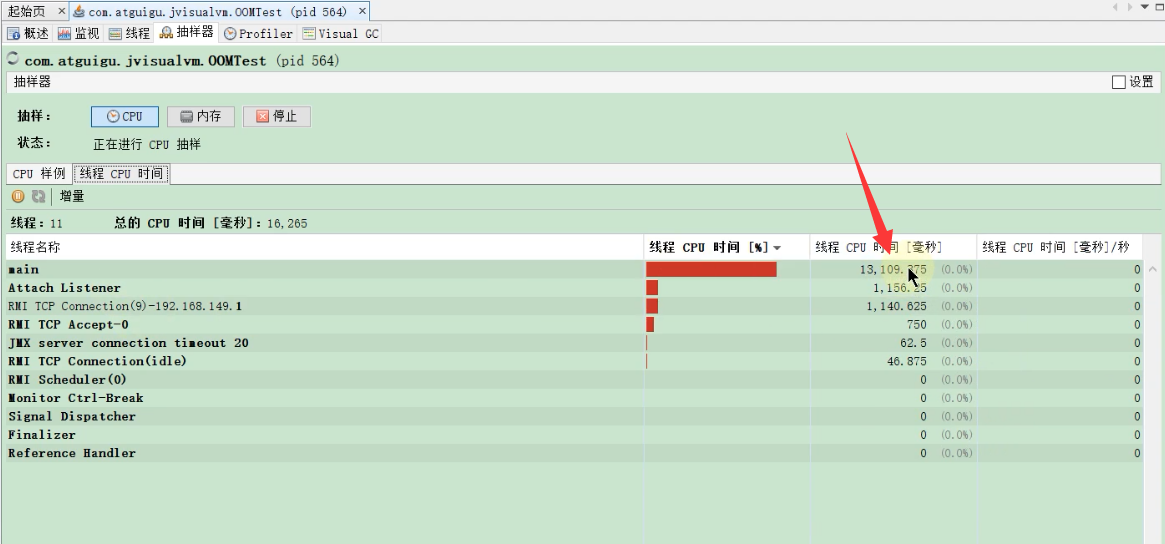 起始页 × com.atguigu.jvisualvm.OOMTest (pid 564) ×
概述 监视 线程 抽样器 Profiler Visual GC
com.atguigu.jvisualvm.OOMTest (pid 564)
抽样器 设置
抽样： CPU 内存 停止
状态： 正在进行 CPU 抽样
CPU 样例 线程 CPU 时间
增量
线程：11 总的 CPU 时间 [毫秒]：16,265
线程名称 线程 CPU 时间 [%] 线程 CPU 时间 [毫秒] 线程 CPU 时间 [毫秒]/秒
main 13,109.375 (0.0%) 0
Attach Listener 1,156.25 (0.0%) 0
RMI TCP Connection(9)-192.168.149.1 1,140.625 (0.0%) 0
RMI TCP Accept-0 750 (0.0%) 0
JMX server connection timeout 20 62.5 (0.0%) 0
RMI TCP Connection(idle) 46.875 (0.0%) 0
RMI Scheduler(0) 0 (0.0%) 0
Monitor Ctrl-Break 0 (0.0%) 0
Signal Dispatcher 0 (0.0%) 0
Finalizer 0 (0.0%) 0
Reference Handler 0 (0.0%) 0